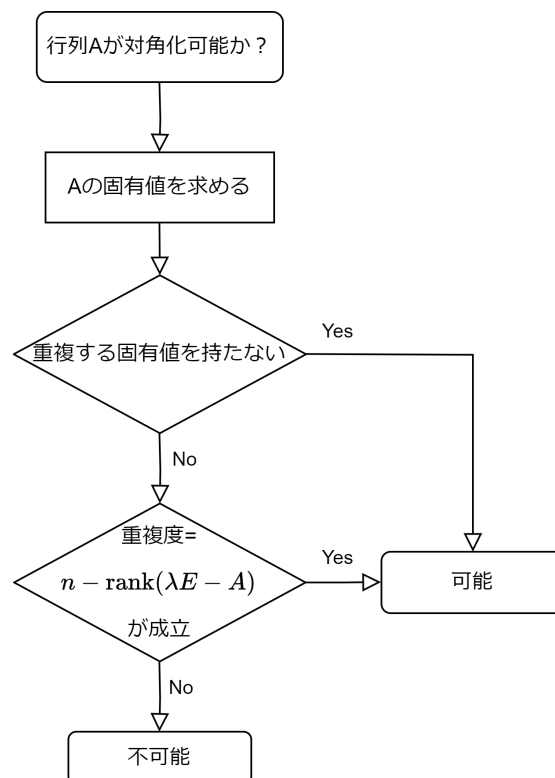 行列Aが対角化可能か？
Aの固有値を求める
重複する固有値を持たない
Yes
No
重複度=
n − rank(λE − A)
が成立
Yes
可能
No
不可能